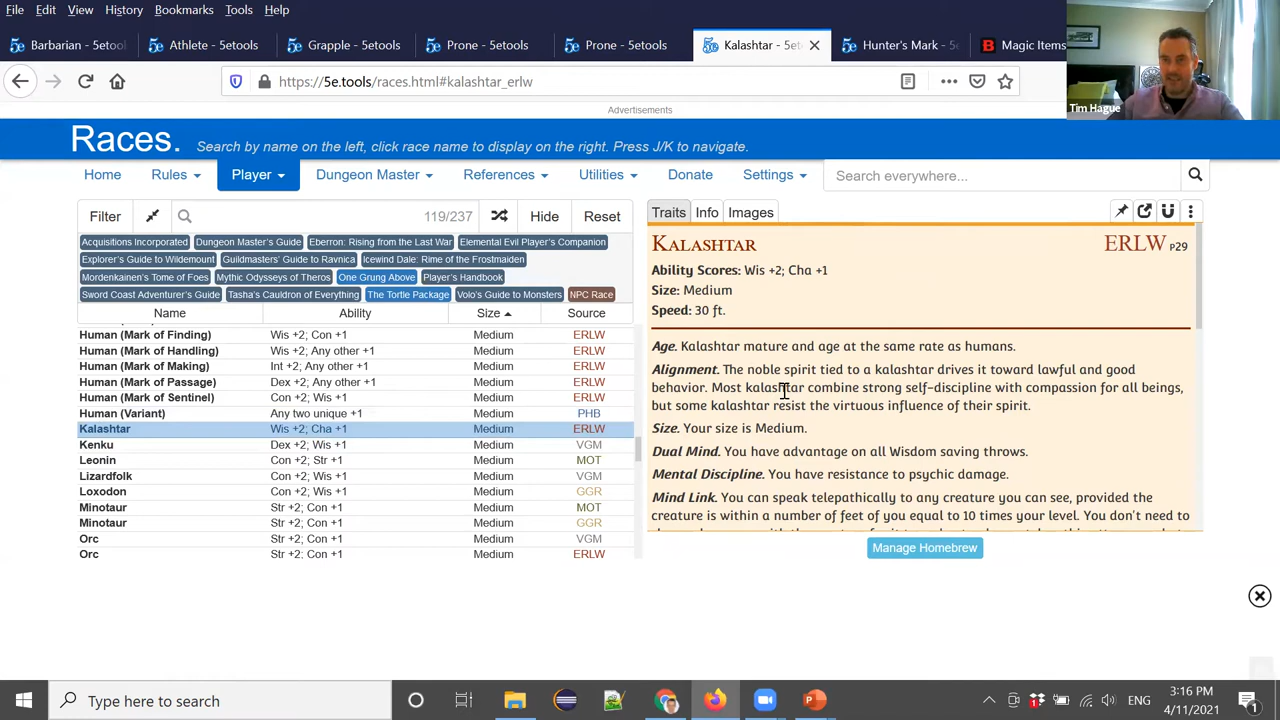 File Edit View History Bookmarks Tools Help
Barbarian - 5etools
Athlete - 5etools
Grapple - 5etools
Prone - 5etools
Prone - 5etools
Kalashtar - 5eto
Hunter's Mark - 5e
Magic Items
https://5e.tools/races.html#kalashtar_erlw
Tim Hague
Advertisements
Races. Search by name on the left, click race name to display on the right. Press J/K to navigate.
Home Rules Player Dungeon Master References Utilities Donate Settings Search everywhere...
Filter 119/237 Hide Reset
Acquisitions Incorporated Dungeon Master's Guide Eberron: Rising from the Last War Elemental Evil Player's Companion
Explorer's Guide to Wildemount Guildmasters' Guide to Ravnica Icewind Dale: Rime of the Frostmaiden
Mordenkainen's Tome of Foes Mythic Odysseys of Theros One Grung Above Player's Handbook
Sword Coast Adventurer's Guide Tasha's Cauldron of Everything The Tortle Package Volo's Guide to Monsters NPC Race
Name Ability Size Source
Human (Mark of Finding) Wis +2; Con +1 Medium ERLW
Human (Mark of Handling) Wis +2; Any other +1 Medium ERLW
Human (Mark of Making) Int +2; Any other +1 Medium ERLW
Human (Mark of Passage) Dex +2; Any other +1 Medium ERLW
Human (Mark of Sentinel) Con +2; Wis +1 Medium ERLW
Human (Variant) Any two unique +1 Medium PHB
Kalashtar Wis +2; Cha +1 Medium ERLW
Kenku Dex +2; Wis +1 Medium VGM
Leonin Con +2; Str +1 Medium MOT
Lizardfolk Con +2; Wis +1 Medium VGM
Loxodon Con +2; Wis +1 Medium GGR
Minotaur Str +2; Con +1 Medium MOT
Minotaur Str +2; Con +1 Medium GGR
Orc Str +2; Con +1 Medium VGM
Orc Str +2; Con +1 Medium ERLW
Traits Info Images
Kalashtar ERLW P29
Ability Scores: Wis +2; Cha +1
Size: Medium
Speed: 30 ft.
Age. Kalashtar mature and age at the same rate as humans.
Alignment. The noble spirit tied to a kalashtar drives it toward lawful and good
behavior. Most kalashtar combine strong self-discipline with compassion for all beings,
but some kalashtar resist the virtuous influence of their spirit.
Size. Your size is Medium.
Dual Mind. You have advantage on all Wisdom saving throws.
Mental Discipline. You have resistance to psychic damage.
Mind Link. You can speak telepathically to any creature you can see, provided the
creature is within a number of feet of you equal to 10 times your level. You don't need to
Manage Homebrew
Type here to search
ENG
3:16 PM
4/11/2021
1